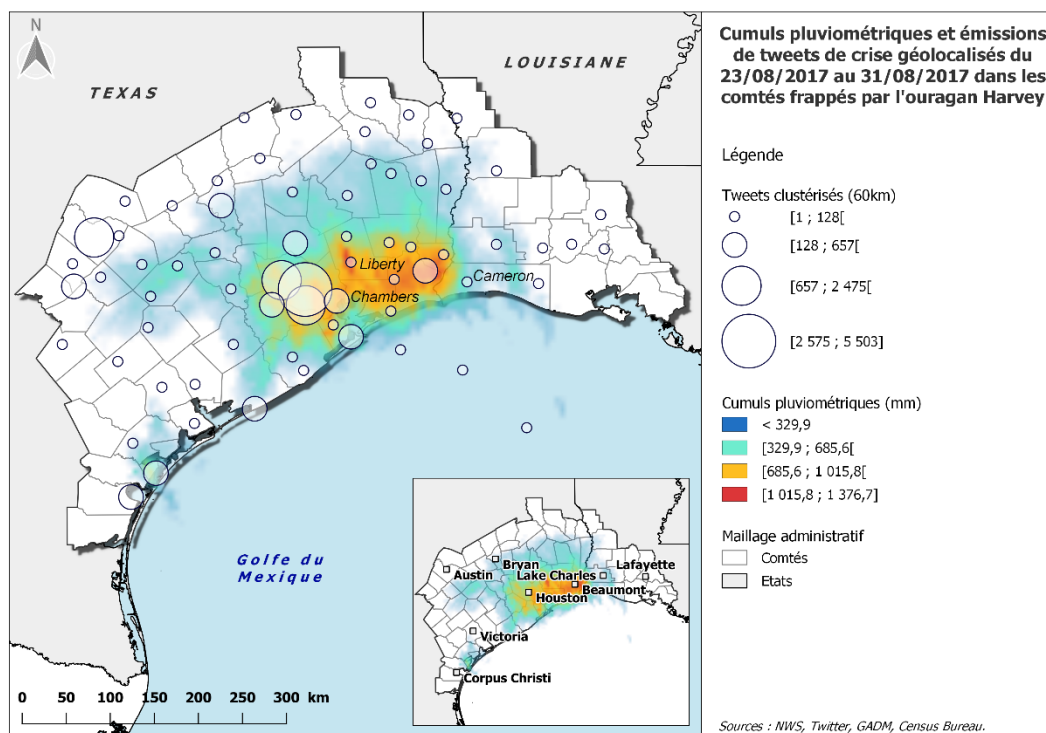 Cumuls pluviométriques et émissions
de tweets de crise géolocalisés du
23/08/2017 au 31/08/2017 dans les
comtés frappés par l'ouragan Harvey
Légende
Tweets clustérisés (60km)
[1 ; 128[
[128 ; 657[
[657 ; 2 475[
[2 575 ; 5 503]
Cumuls pluviométriques (mm)
< 329,9
[329,9 ; 685,6[
[685,6 ; 1 015,8[
[1 015,8 ; 1 376,7]
Maillage administratif
Comtés
Etats
Sources : NWS, Twitter, GADM, Census Bureau.
N
TEXAS
LOUISIANE
Liberty
Cameron
Chambers
Golfe du
Mexique
0 50 100 150 200 250 300 km
Bryan
Austin
Lafayette
Lake Charles
Beaumont
Houston
Victoria
Corpus Christi